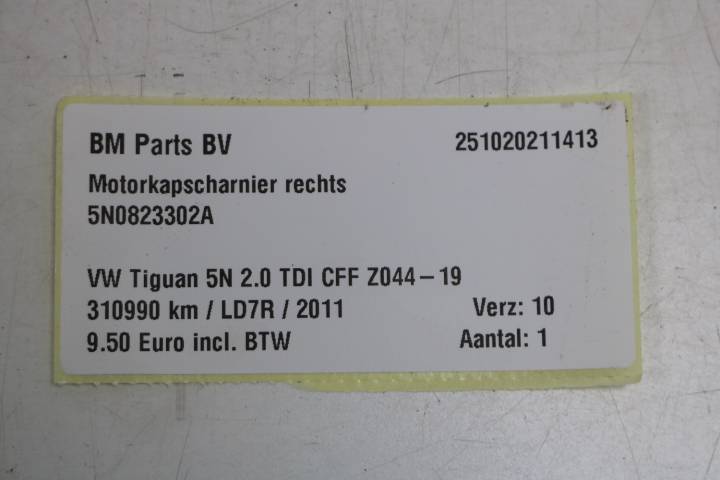 BM Parts BV 251020211413
Motorkapscharnier rechts
5N0823302A
VW Tiguan 5N 2.0 TDI CFF Z044-19
310990 km / LD7R / 2011 Verz: 10
9.50 Euro incl. BTW Aantal: 1